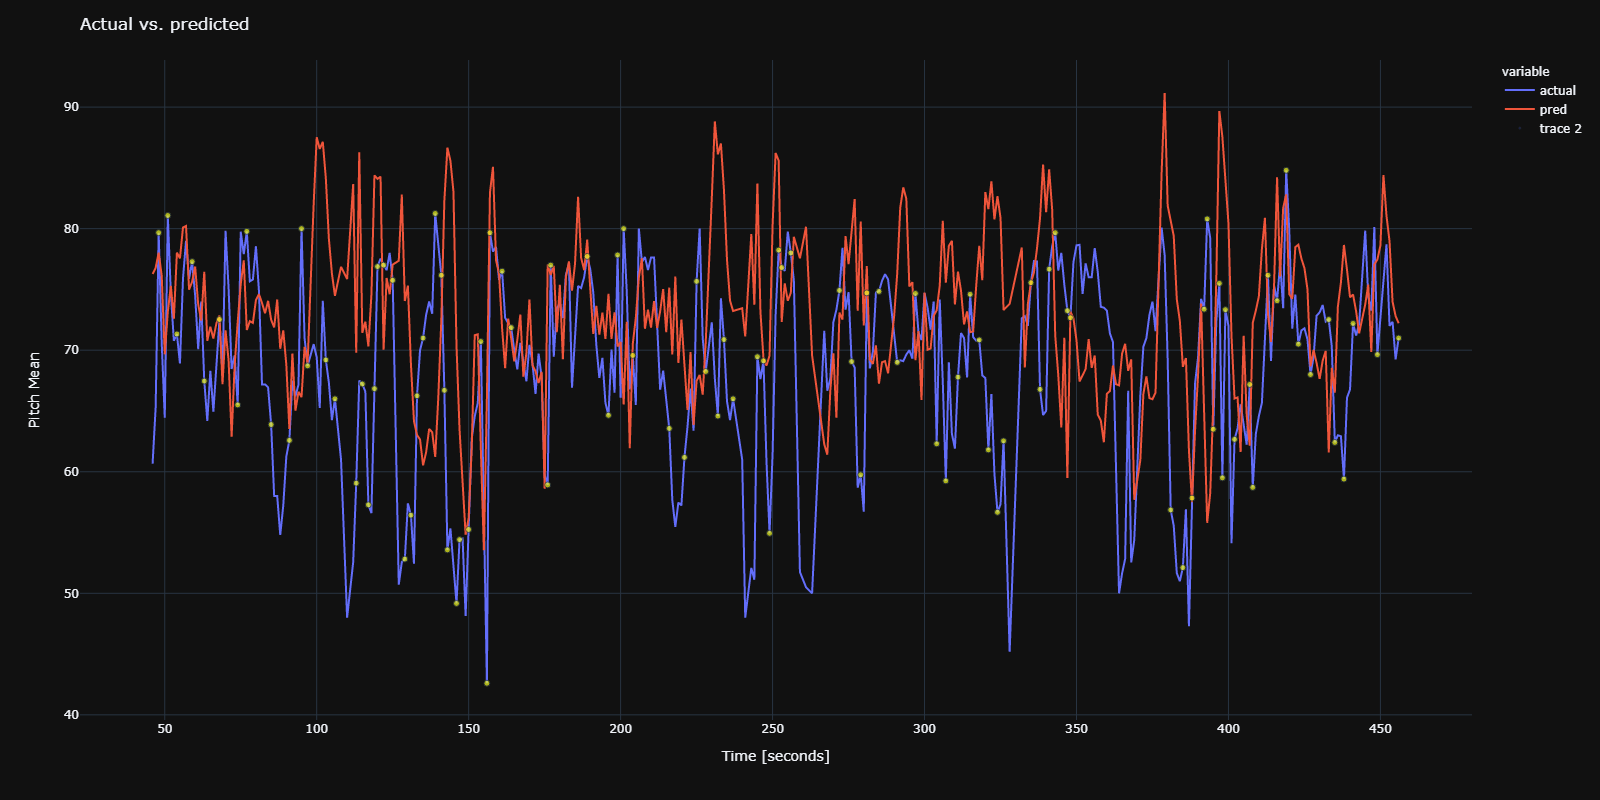 Actual vs. predicted
variable
actual
pred
trace 2
Pitch Mean
90
80
70
60
50
40
50 100 150 200 250 300 350 400 450
Time [seconds]